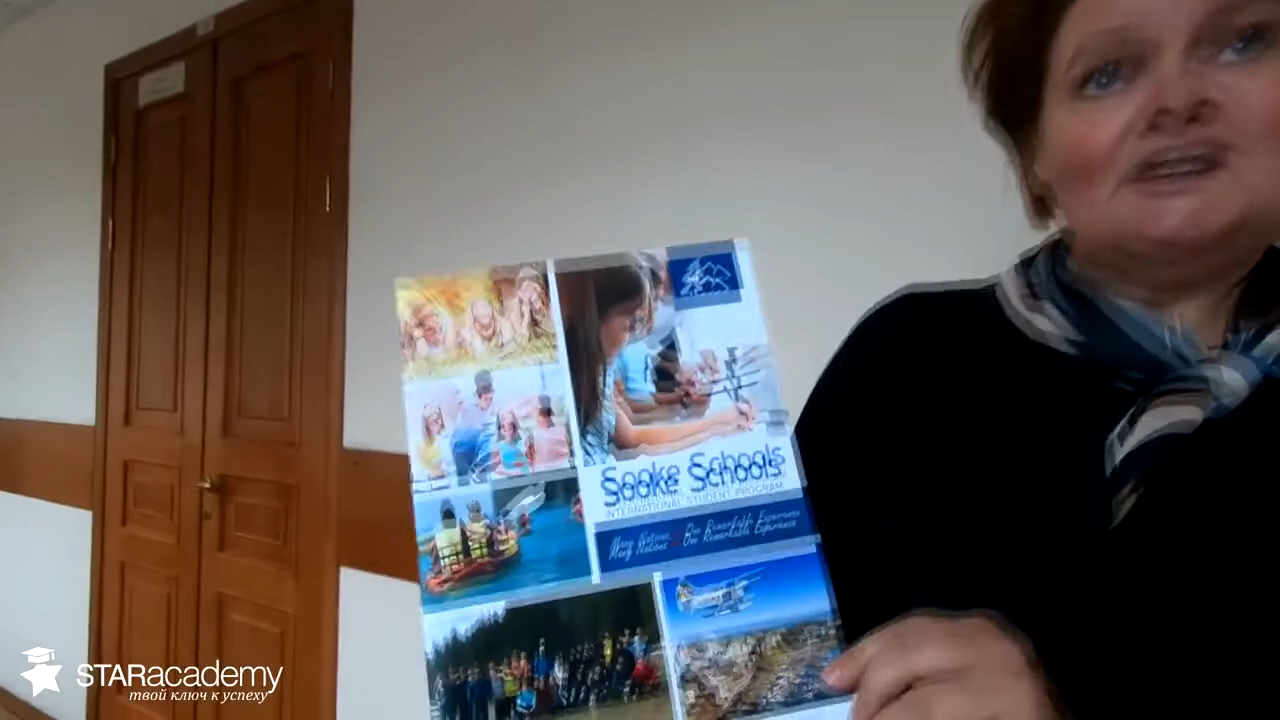 Sooke Schools
INTERNATIONAL STUDENT PROGRAM
Many Nations
One Remarkable Experience
STARacademy
твой ключ к успеху